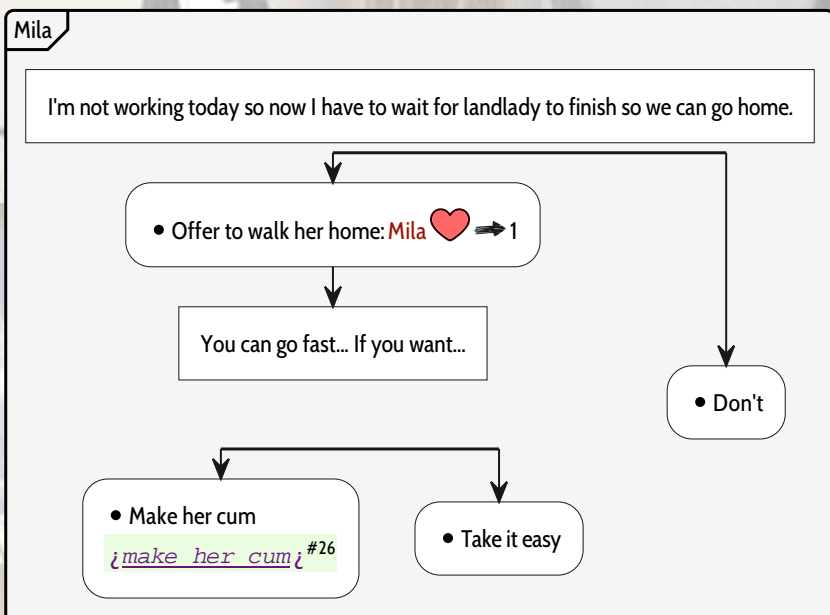 Mila
I'm not working today so now I have to wait for landlady to finish so we can go home.
• Offer to walk her home: Mila ❤ → 1
You can go fast... If you want...
• Don't
• Make her cum
¿make her cum¿ #26
• Take it easy